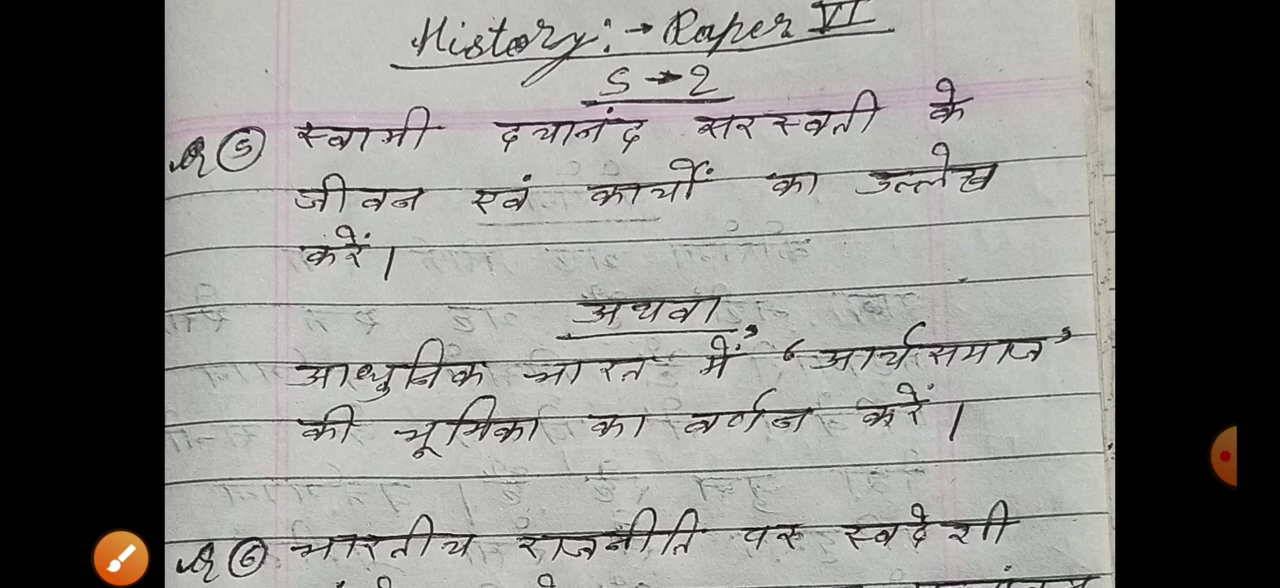 History:→ Paper VI
S→2
Q (5) स्वामी दयानंद सरस्वती के
जीवन एवं कार्यों का उल्लेख
करें।
अथवा
आधुनिक भारत में 'आर्य समाज'
की भूमिका का वर्णन करें।
Q (6) भारतीय राजनीति पर स्वदेशी